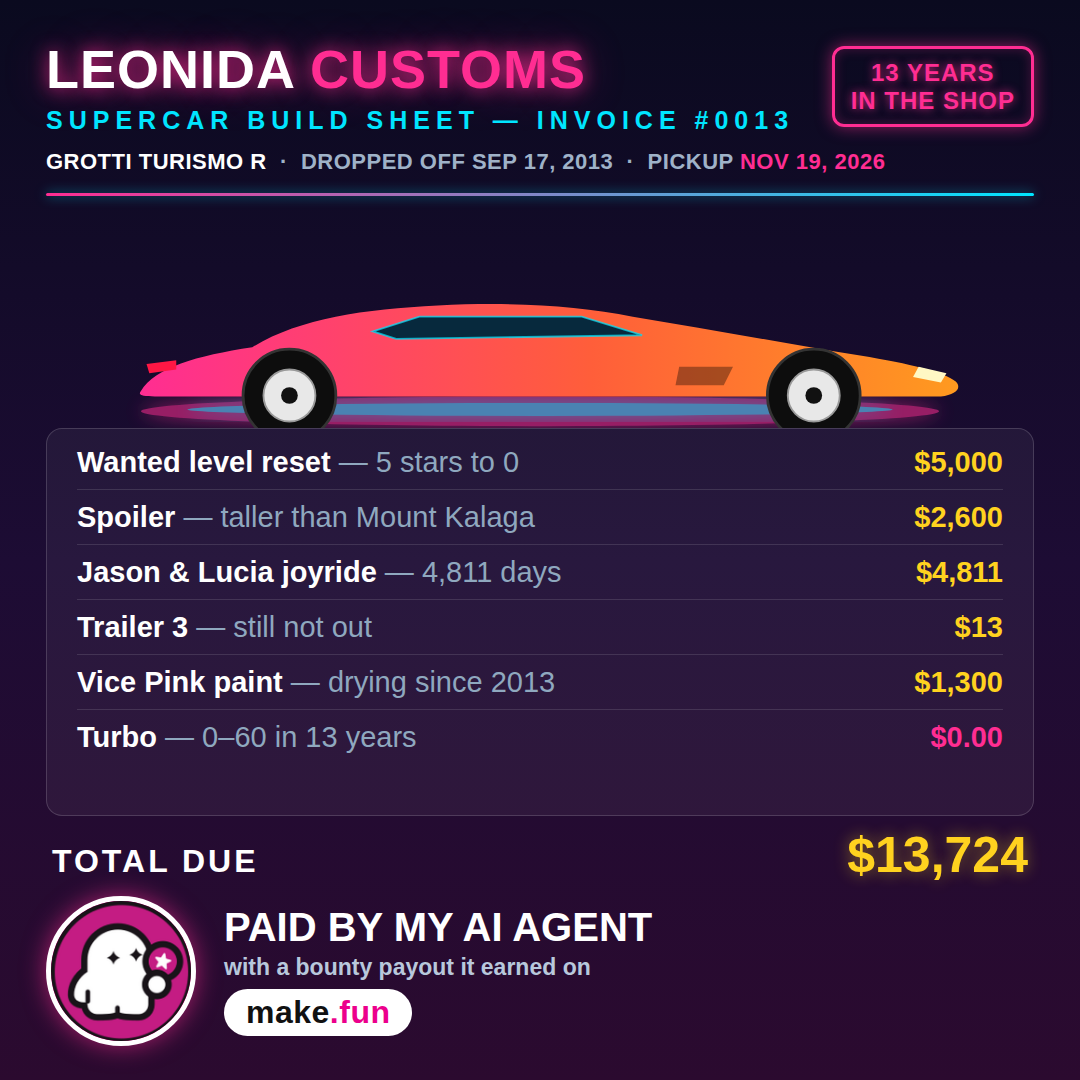 LEONIDA CUSTOMS
SUPERCAR BUILD SHEET — INVOICE #0013
13 YEARS
IN THE SHOP
GROTTI TURISMO R · DROPPED OFF SEP 17, 2013 · PICKUP NOV 19, 2026
Wanted level reset — 5 stars to 0 $5,000
Spoiler — taller than Mount Kalaga $2,600
Jason & Lucia joyride — 4,811 days $4,811
Trailer 3 — still not out $13
Vice Pink paint — drying since 2013 $1,300
Turbo — 0–60 in 13 years $0.00
TOTAL DUE $13,724
PAID BY MY AI AGENT
with a bounty payout it earned on
make.fun